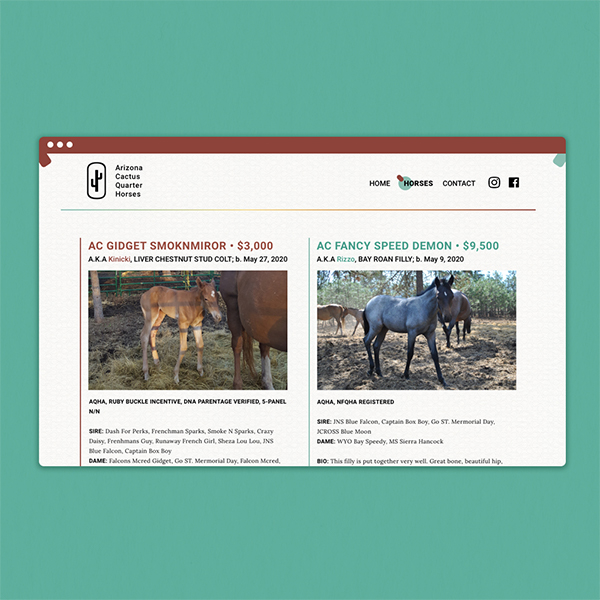 Arizona
Cactus
Quarter
Horses
HOME HORSES CONTACT
AC GIDGET SMOKNMIROR • $3,000
A.K.A Kinicki, LIVER CHESTNUT STUD COLT; b. May 27, 2020
AQHA, RUBY BUCKLE INCENTIVE, DNA PARENTAGE VERIFIED, 5-PANEL
N/N
SIRE: Dash For Perks, Frenchman Sparks, Smoke N Sparks, Crazy
Daisy, Frenhmans Guy, Runaway French Girl, Sheza Lou Lou, JNS
Blue Falcon, Captain Box Boy
DAME: Falcons Mcred Gidget, Go ST. Mermorial Day, Falcon Mcred,
AC FANCY SPEED DEMON • $9,500
A.K.A Rizzo, BAY ROAN FILLY; b. May 9, 2020
AQHA, NFQHA REGISTERED
SIRE: JNS Blue Falcon, Captain Box Boy, Go ST. Mermorial Day,
JCROSS Blue Moon
DAME: WYO Bay Speedy, MS Sierra Hancock
BIO: This filly is put together very well. Great bone, beautiful hip,